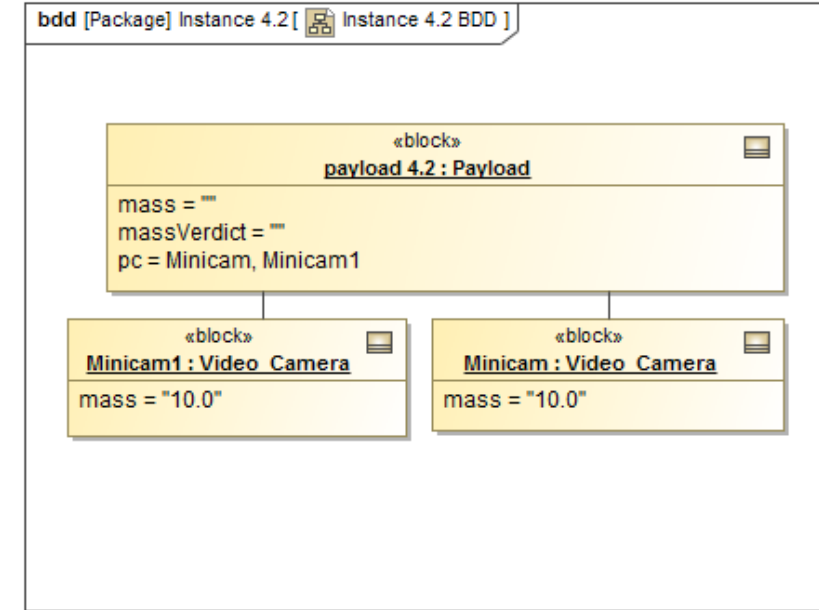 bdd [Package] Instance 4.2 [ Instance 4.2 BDD ]
«block»
payload 4.2 : Payload
mass = ""
massVerdict = ""
pc = Minicam, Minicam1
«block»
Minicam1 : Video_Camera
mass = "10.0"
«block»
Minicam : Video_Camera
mass = "10.0"